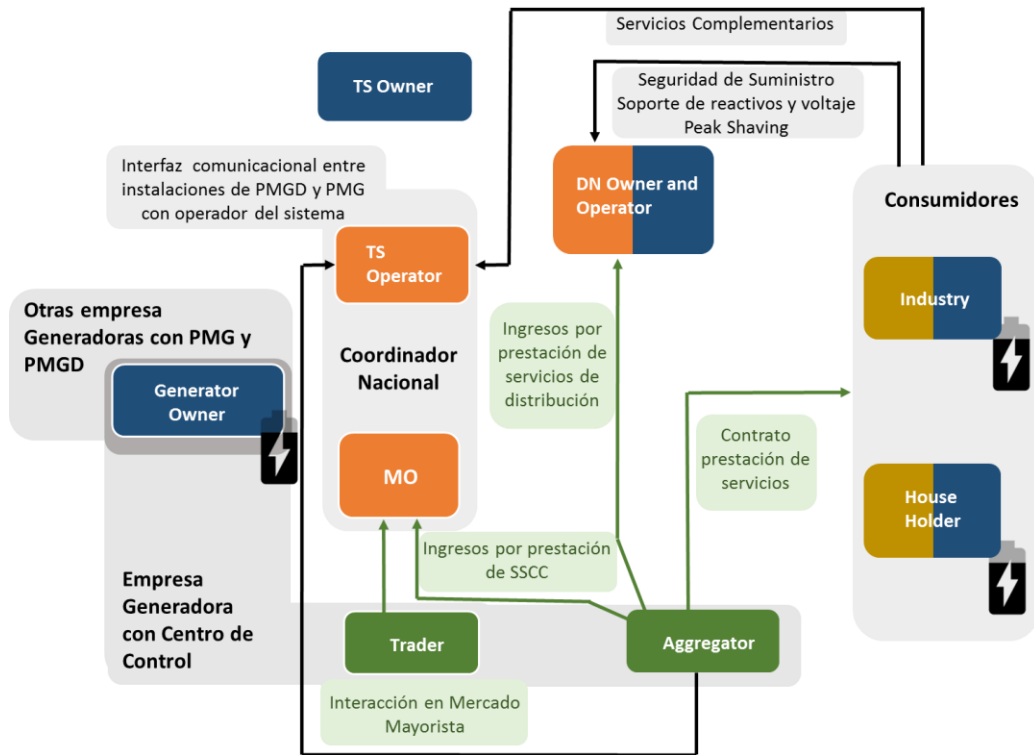 Servicios Complementarios
TS Owner
Seguridad de Suministro
Soporte de reactivos y voltaje
Peak Shaving
Interfaz comunicacional entre
instalaciones de PMGD y PMG
con operador del sistema
DN Owner and
Operator
Consumidores
TS
Operator
Industry
Otras empresa
Generadoras con PMG y
PMGD
Coordinador
Nacional
Ingresos por
prestación de
servicios de
distribución
Generator
Owner
Contrato
prestación de
servicios
MO
House
Holder
Ingresos por prestación
de SSCC
Empresa
Generadora
con Centro de
Control
Trader
Aggregator
Interacción en Mercado
Mayorista